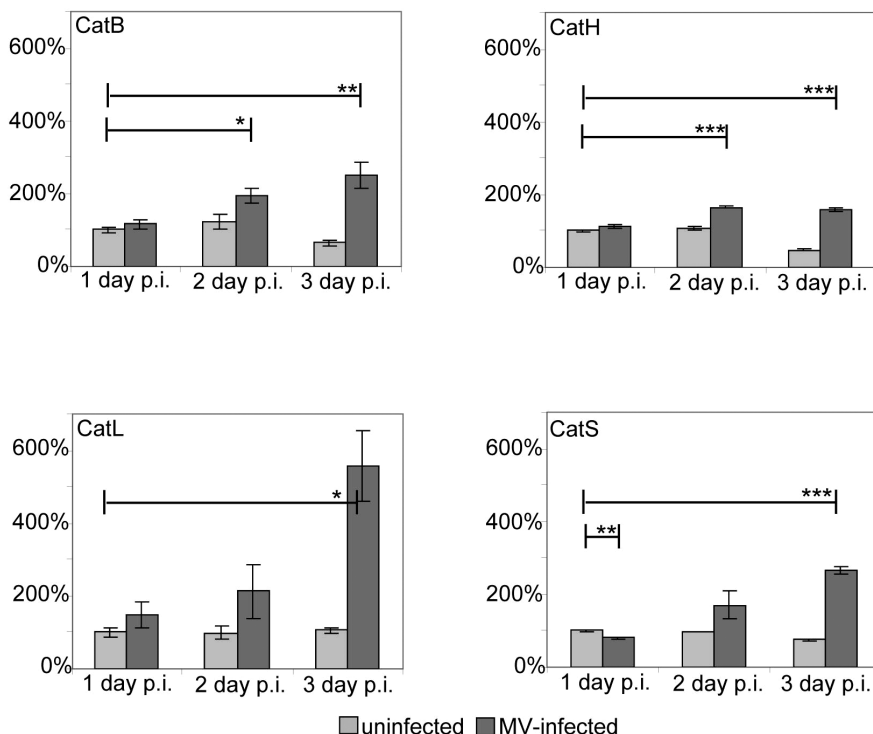 CatB
600%
400%
200%
0%
**
*
1 day p.i. 2 day p.i. 3 day p.i.
CatH
600%
400%
200%
0%
***
***
1 day p.i. 2 day p.i. 3 day p.i.
CatL
600%
400%
200%
0%
*
1 day p.i. 2 day p.i. 3 day p.i.
CatS
600%
400%
200%
0%
***
**
1 day p.i. 2 day p.i. 3 day p.i.
uninfected MV-infected